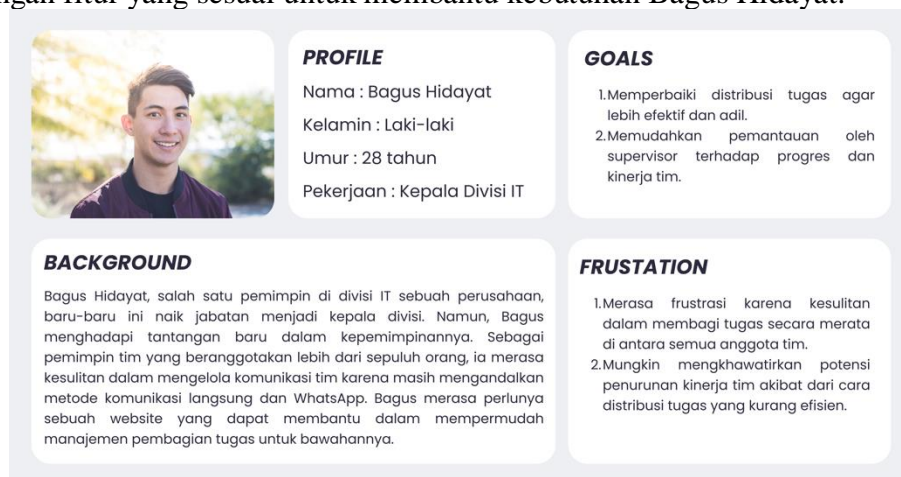 ngan fitur yang sesuai untuk membantu kebutuhan Bagus Hidayat.
PROFILE
Nama : Bagus Hidayat
Kelamin : Laki-laki
Umur : 28 tahun
Pekerjaan : Kepala Divisi IT
GOALS
1.Memperbaiki distribusi tugas agar
lebih efektif dan adil.
2.Memudahkan pemantauan oleh
supervisor terhadap progres dan
kinerja tim.
BACKGROUND
Bagus Hidayat, salah satu pemimpin di divisi IT sebuah perusahaan,
baru-baru ini naik jabatan menjadi kepala divisi. Namun, Bagus
menghadapi tantangan baru dalam kepemimpinannya. Sebagai
pemimpin tim yang beranggotakan lebih dari sepuluh orang, ia merasa
kesulitan dalam mengelola komunikasi tim karena masih mengandalkan
metode komunikasi langsung dan WhatsApp. Bagus merasa perlunya
sebuah website yang dapat membantu dalam mempermudah
manajemen pembagian tugas untuk bawahannya.
FRUSTATION
1.Merasa frustrasi karena kesulitan
dalam membagi tugas secara merata
di antara semua anggota tim.
2.Mungkin mengkhawatirkan potensi
penurunan kinerja tim akibat dari cara
distribusi tugas yang kurang efisien.